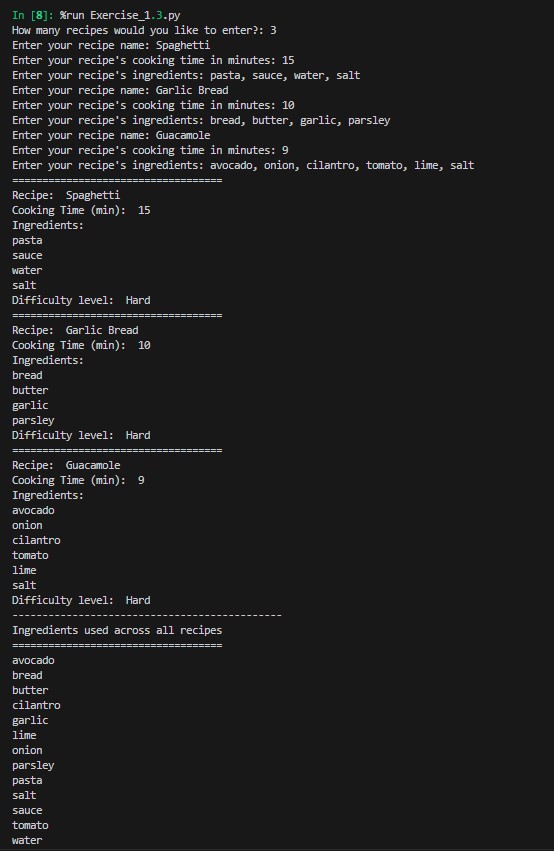 In [8]: %run Exercise_1.3.py
How many recipes would you like to enter?: 3
Enter your recipe name: Spaghetti
Enter your recipe's cooking time in minutes: 15
Enter your recipe's ingredients: pasta, sauce, water, salt
Enter your recipe name: Garlic Bread
Enter your recipe's cooking time in minutes: 10
Enter your recipe's ingredients: bread, butter, garlic, parsley
Enter your recipe name: Guacamole
Enter your recipe's cooking time in minutes: 9
Enter your recipe's ingredients: avocado, onion, cilantro, tomato, lime, salt
===================================
Recipe:  Spaghetti
Cooking Time (min):  15
Ingredients:
pasta
sauce
water
salt
Difficulty level:  Hard
===================================
Recipe:  Garlic Bread
Cooking Time (min):  10
Ingredients:
bread
butter
garlic
parsley
Difficulty level:  Hard
===================================
Recipe:  Guacamole
Cooking Time (min):  9
Ingredients:
avocado
onion
cilantro
tomato
lime
salt
Difficulty level:  Hard
---------------------------------------------
Ingredients used across all recipes
===================================
avocado
bread
butter
cilantro
garlic
lime
onion
parsley
pasta
salt
sauce
tomato
water